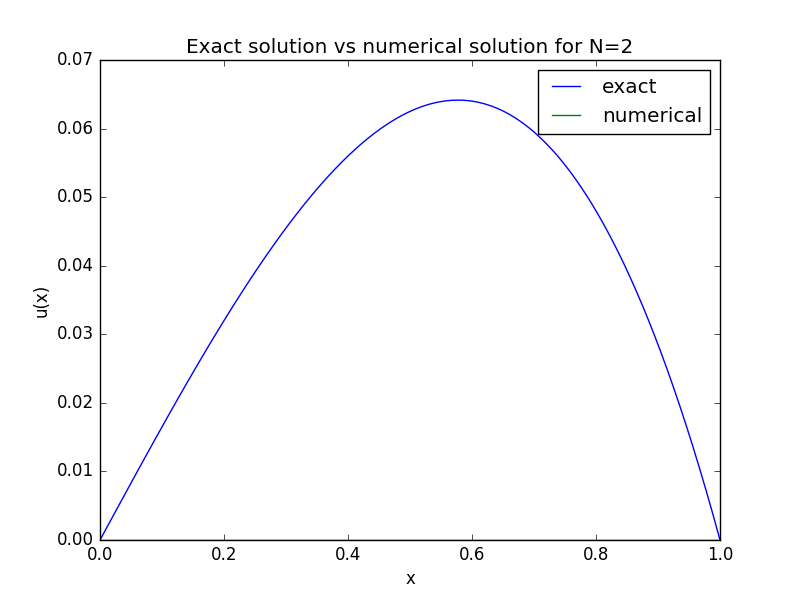 Exact solution vs numerical solution for N=2
exact
numerical
0.07
0.06
0.05
0.04
0.03
0.02
0.01
0.00
u(x)
0.0 0.2 0.4 0.6 0.8 1.0
x